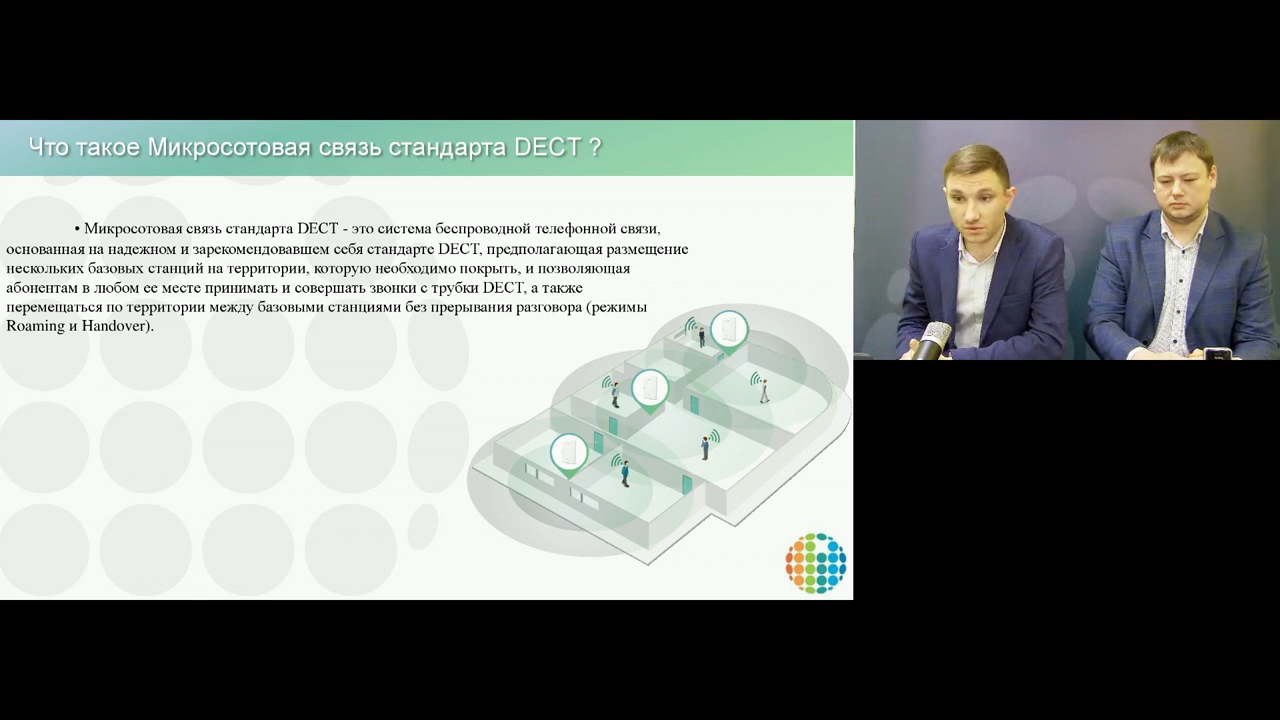 Что такое Микросотовая связь стандарта DECT ?
• Микросотовая связь стандарта DECT - это система беспроводной телефонной связи,
основанная на надежном и зарекомендовавшем себя стандарте DECT, предполагающая размещение
нескольких базовых станций на территории, которую необходимо покрыть, и позволяющая
абонентам в любом ее месте принимать и совершать звонки с трубки DECT, а также
перемещаться по территории между базовыми станциями без прерывания разговора (режимы
Roaming и Handover).